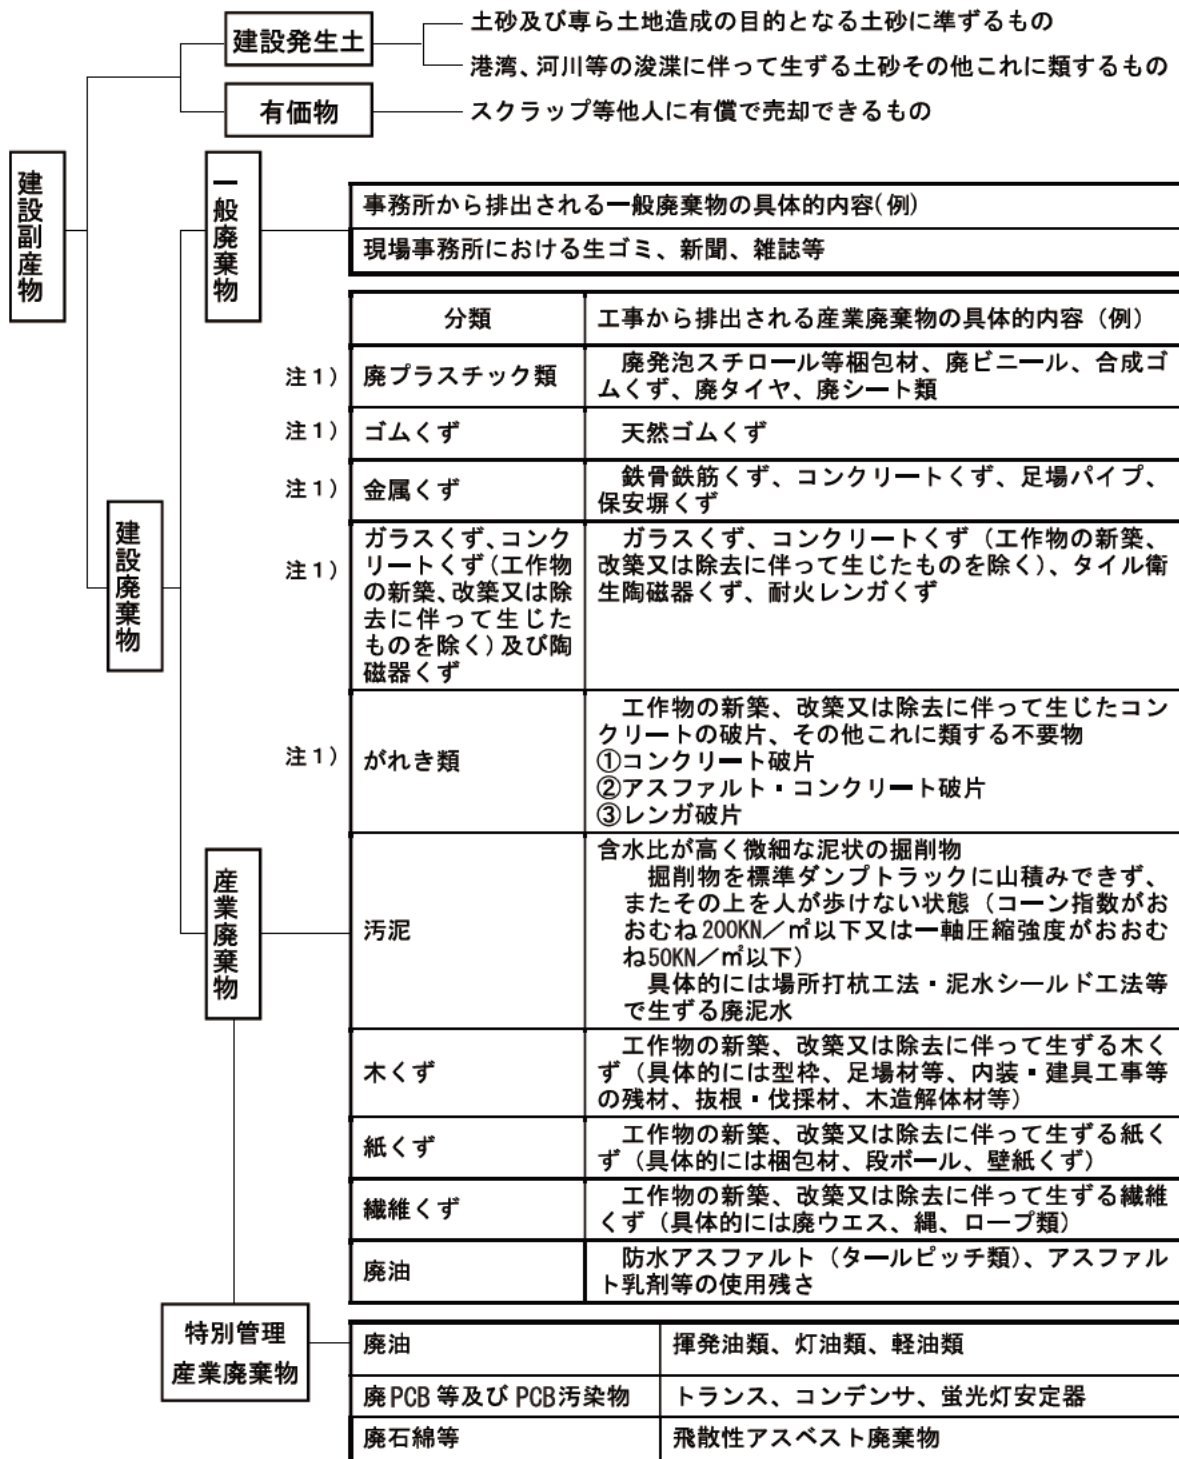 建設発生土
土砂及び専ら土地造成の目的となる土砂に準ずるもの
港湾、河川等の浚渫に伴って生ずる土砂その他これに類するもの
有価物
スクラップ等他人に有償で売却できるもの
建設副産物
一般廃棄物
事務所から排出される一般廃棄物の具体的内容(例)
現場事務所における生ゴミ、新聞、雑誌等
建設廃棄物
産業廃棄物
分類
工事から排出される産業廃棄物の具体的内容（例）
注１）
廃プラスチック類
廃発泡スチロール等梱包材、廃ビニール、合成ゴ
ムくず、廃タイヤ、廃シート類
注１）
ゴムくず
天然ゴムくず
注１）
金属くず
鉄骨鉄筋くず、コンクリートくず、足場パイプ、
保安塀くず
注１）
ガラスくず、コンク
リートくず（工作物
の新築、改築又は除
去に伴って生じた
ものを除く）及び陶
磁器くず
ガラスくず、コンクリートくず（工作物の新築、
改築又は除去に伴って生じたものを除く）、タイル衛
生陶磁器くず、耐火レンガくず
注１）
がれき類
工作物の新築、改築又は除去に伴って生じたコン
クリートの破片、その他これに類する不要物
①コンクリート破片
②アスファルト・コンクリート破片
③レンガ破片
汚泥
含水比が高く微細な泥状の掘削物
掘削物を標準ダンプトラックに山積みできず、
またその上を人が歩けない状態（コーン指数がお
おむね200KN／㎡以下又は一軸圧縮強度がおおむ
ね50KN／㎡以下）
具体的には場所打杭工法・泥水シールド工法等
で生ずる廃泥水
木くず
工作物の新築、改築又は除去に伴って生ずる木く
ず（具体的には型枠、足場材等、内装・建具工事等
の残材、抜根・伐採材、木造解体材等）
紙くず
工作物の新築、改築又は除去に伴って生ずる紙く
ず（具体的には梱包材、段ボール、壁紙くず）
繊維くず
工作物の新築、改築又は除去に伴って生ずる繊維
くず（具体的には廃ウエス、縄、ロープ類）
廃油
防水アスファルト（タールピッチ類）、アスファル
ト乳剤等の使用残さ
特別管理
産業廃棄物
廃油
揮発油類、灯油類、軽油類
廃PCB等及びPCB汚染物
トランス、コンデンサ、蛍光灯安定器
廃石綿等
飛散性アスベスト廃棄物